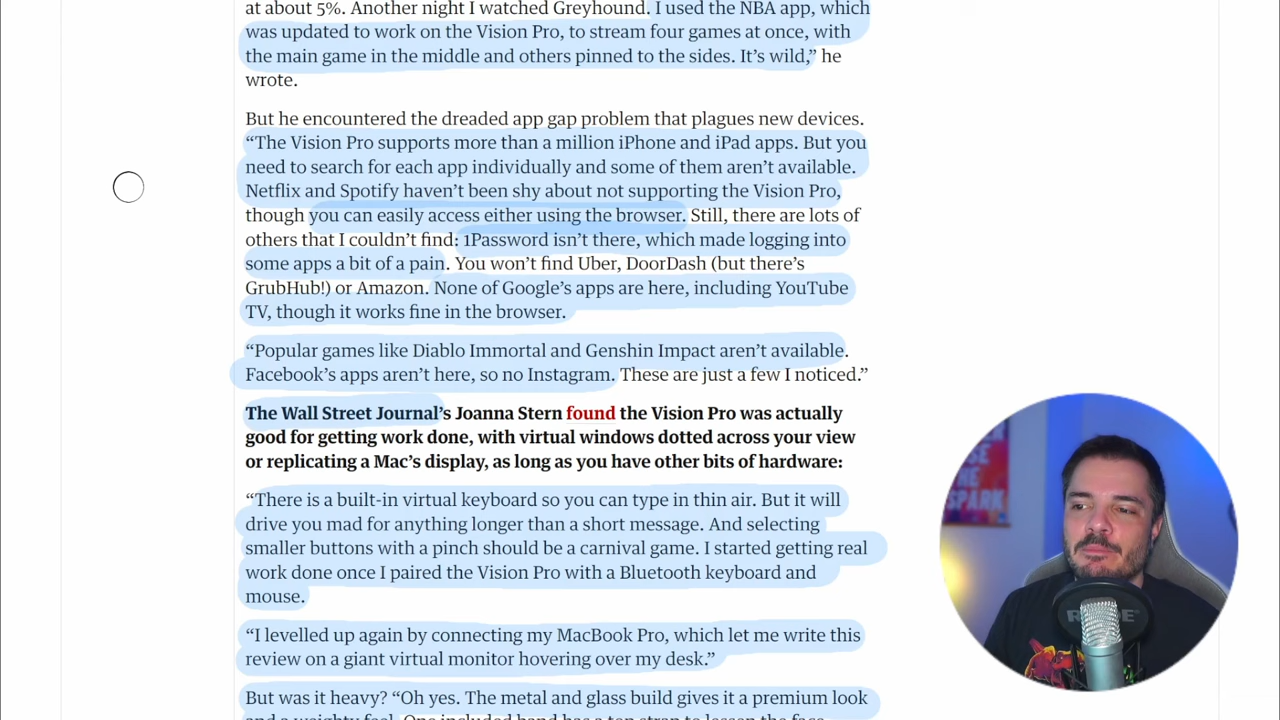 at about 5%. Another night I watched Greyhound. I used the NBA app, which
was updated to work on the Vision Pro, to stream four games at once, with
the main game in the middle and others pinned to the sides. It’s wild,” he
wrote.
But he encountered the dreaded app gap problem that plagues new devices.
“The Vision Pro supports more than a million iPhone and iPad apps. But you
need to search for each app individually and some of them aren’t available.
Netflix and Spotify haven’t been shy about not supporting the Vision Pro,
though you can easily access either using the browser. Still, there are lots of
others that I couldn’t find: 1Password isn’t there, which made logging into
some apps a bit of a pain. You won’t find Uber, DoorDash (but there’s
GrubHub!) or Amazon. None of Google’s apps are here, including YouTube
TV, though it works fine in the browser.
“Popular games like Diablo Immortal and Genshin Impact aren’t available.
Facebook’s apps aren’t here, so no Instagram. These are just a few I noticed.”
The Wall Street Journal’s Joanna Stern found the Vision Pro was actually
good for getting work done, with virtual windows dotted across your view
or replicating a Mac’s display, as long as you have other bits of hardware:
“There is a built-in virtual keyboard so you can type in thin air. But it will
drive you mad for anything longer than a short message. And selecting
smaller buttons with a pinch should be a carnival game. I started getting real
work done once I paired the Vision Pro with a Bluetooth keyboard and
mouse.
“I levelled up again by connecting my MacBook Pro, which let me write this
review on a giant virtual monitor hovering over my desk.”
But was it heavy? “Oh yes. The metal and glass build gives it a premium look
and a weighty feel. One included band has a top strap to lessen the face
THE
SPARK